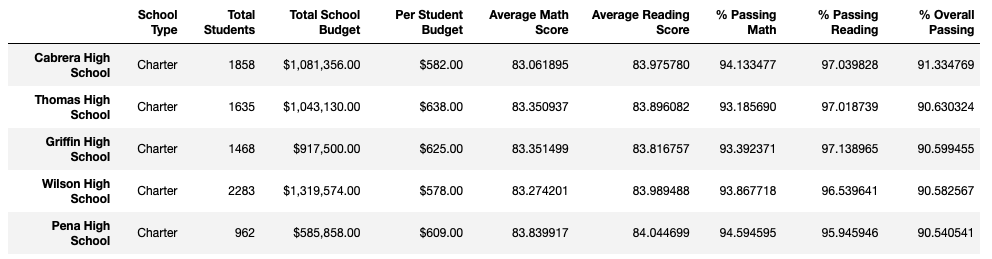 School Type Total Students Total School Budget Per Student Budget Average Math Score Average Reading Score % Passing Math % Passing Reading % Overall Passing
Cabrera High School Charter 1858 $1,081,356.00 $582.00 83.061895 83.975780 94.133477 97.039828 91.334769
Thomas High School Charter 1635 $1,043,130.00 $638.00 83.350937 83.896082 93.185690 97.018739 90.630324
Griffin High School Charter 1468 $917,500.00 $625.00 83.351499 83.816757 93.392371 97.138965 90.599455
Wilson High School Charter 2283 $1,319,574.00 $578.00 83.274201 83.989488 93.867718 96.539641 90.582567
Pena High School Charter 962 $585,858.00 $609.00 83.839917 84.044699 94.594595 95.945946 90.540541